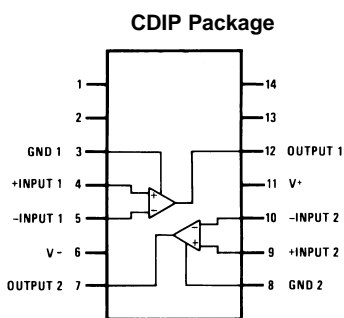 CDIP Package
1 14
2 13
GND 1 3 12 OUTPUT 1
+INPUT 1 4 11 V+
+
−
−INPUT 1 5 10 −INPUT 2
−
+
V− 6 9 +INPUT 2
OUTPUT 2 7 8 GND 2